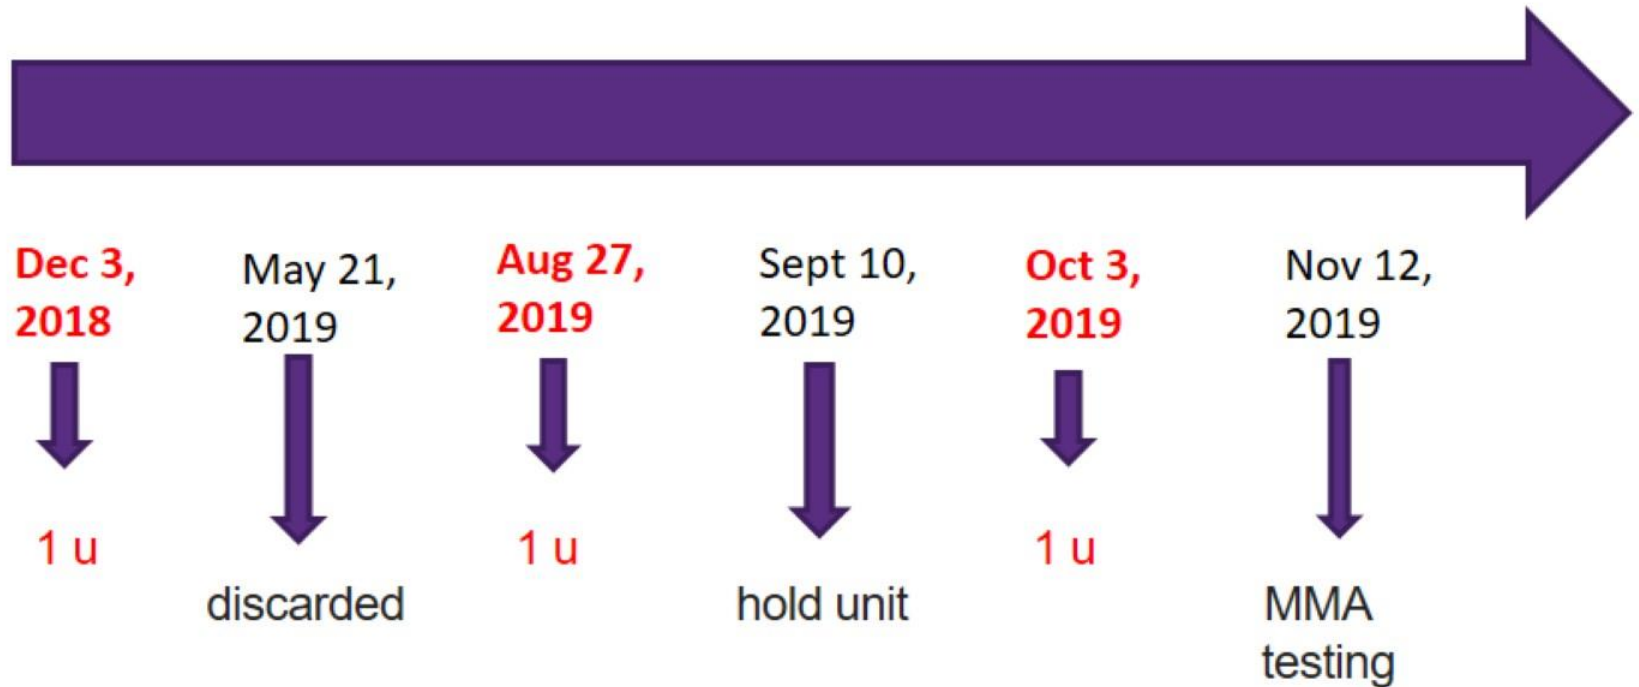 Dec 3,
2018
May 21,
2019
Aug 27,
2019
Sept 10,
2019
Oct 3,
2019
Nov 12,
2019
1 u
discarded
1 u
hold unit
1 u
MMA
testing